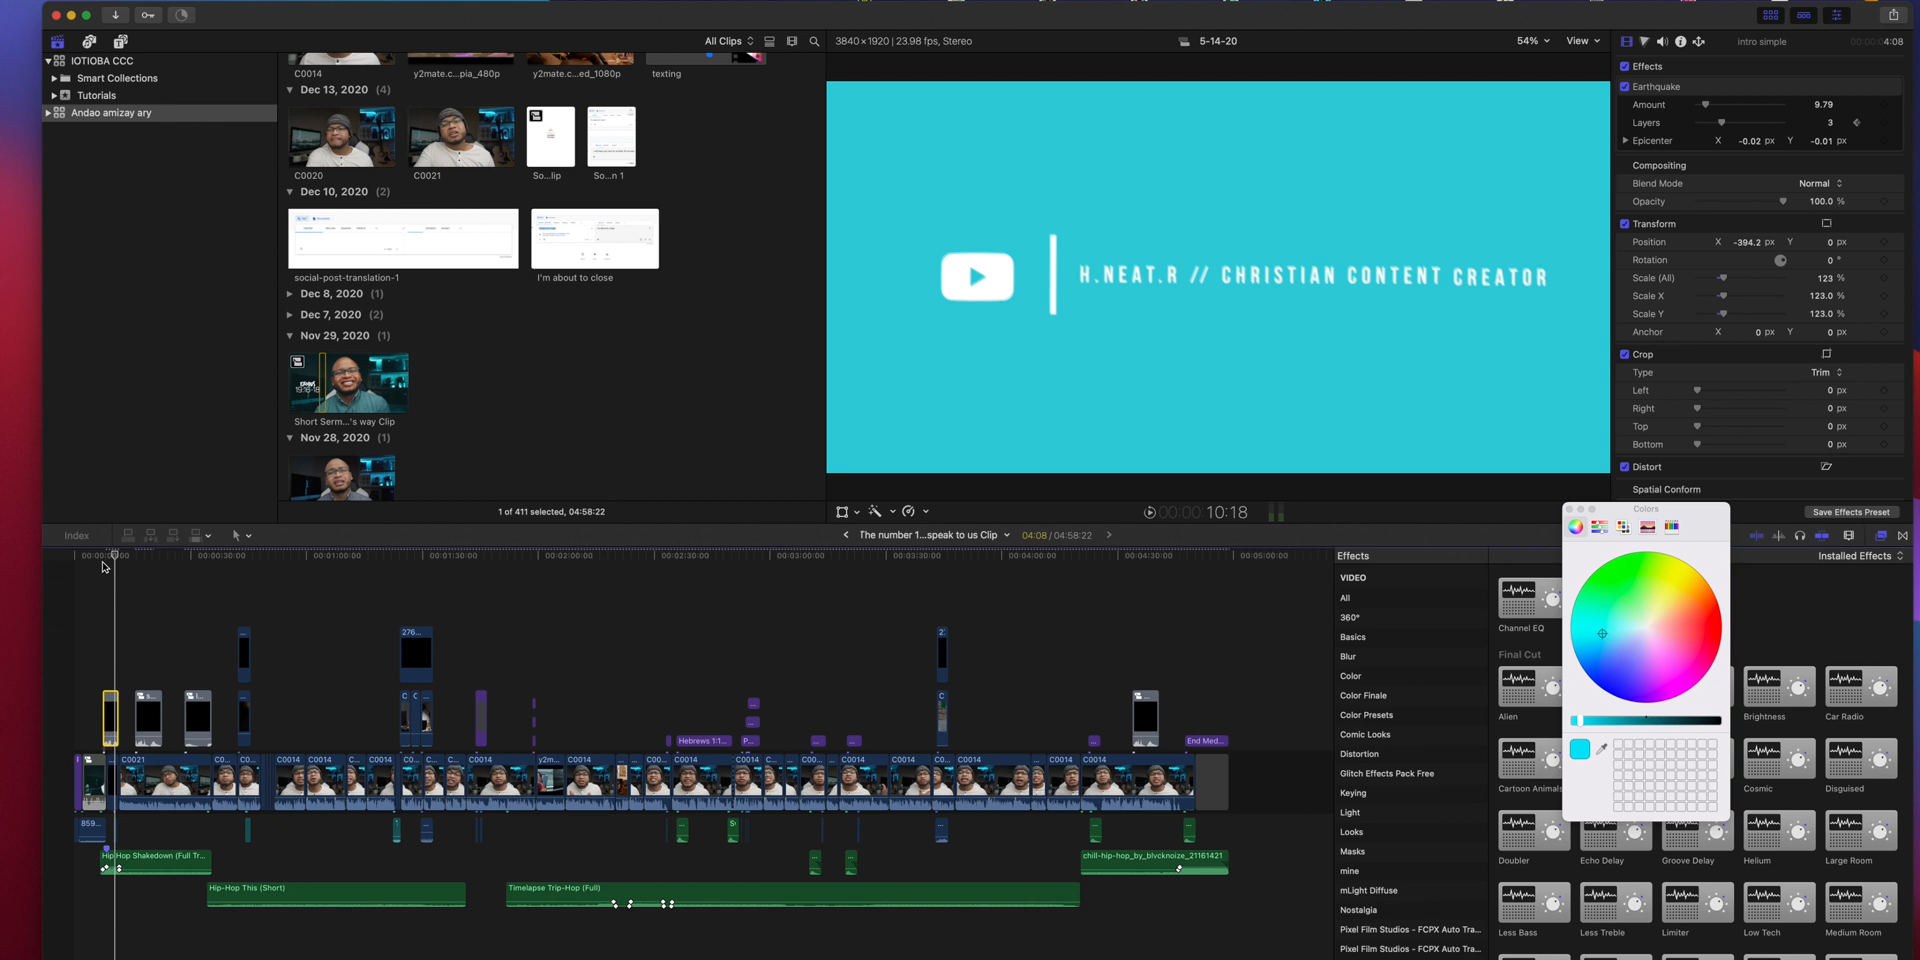 All Clips
3840 × 1920 | 23.98 fps, Stereo
5-14-20
54%
View
intro simple
4:08
IOTIOBA CCC
Smart Collections
Tutorials
Andao amizay ary
C0014
y2mate.c...pia_480p
y2mate.c...ed_1080p
texting
Dec 13, 2020 (4)
C0020
C0021
So...lip
So...n 1
Dec 10, 2020 (2)
social-post-translation-1
I'm about to close
Dec 8, 2020 (1)
Dec 7, 2020 (2)
Nov 29, 2020 (1)
Short Serm...'s way Clip
Nov 28, 2020 (1)
1 of 411 selected, 04:58:22
H.NEAT.R // CHRISTIAN CONTENT CREATOR
00:00:00:10:18
Effects
Earthquake
Amount 9.79
Layers 3
Epicenter X -0.02 px Y -0.01 px
Compositing
Blend Mode Normal
Opacity 100.0 %
Transform
Position X -394.2 px Y 0 px
Rotation 0 °
Scale (All) 123 %
Scale X 123.0 %
Scale Y 123.0 %
Anchor X 0 px Y 0 px
Crop
Type Trim
Left 0 px
Right 0 px
Top 0 px
Bottom 0 px
Distort
Spatial Conform
Save Effects Preset
Index
The number 1...speak to us Clip
04:08 / 04:58:22
00:00:30:00
00:01:00:00
00:01:30:00
00:02:00:00
00:02:30:00
00:03:00:00
00:03:30:00
00:04:00:00
00:04:30:00
00:05:00:00
276...
Hebrews 1:1...
P...
End Med...
C0021
C0...
C0...
C0014
C0014
C0014
C0014
C0...
C0...
C0014
y2m...
C0014
C00...
C0014
C0014
C0...
C00...
C0014
C0014
C0...
C0014
C0014
C0014
859...
Hip Hop Shakedown (Full Tr...
chill-hip-hop_by_blvcknoize_21161421
Hip-Hop This (Short)
Timelapse Trip-Hop (Full)
Effects
Installed Effects
VIDEO
All
360°
Basics
Blur
Color
Color Finale
Color Presets
Comic Looks
Distortion
Glitch Effects Pack Free
Keying
Light
Looks
Masks
mine
mLight Diffuse
Nostalgia
Pixel Film Studios - FCPX Auto Tra...
Pixel Film Studios - FCPX Auto Tra...
Colors
Channel EQ
Final Cut
Alien
Brightness
Car Radio
Cartoon Animals
Cosmic
Disguised
Doubler
Echo Delay
Groove Delay
Helium
Large Room
Less Bass
Less Treble
Limiter
Low Tech
Medium Room